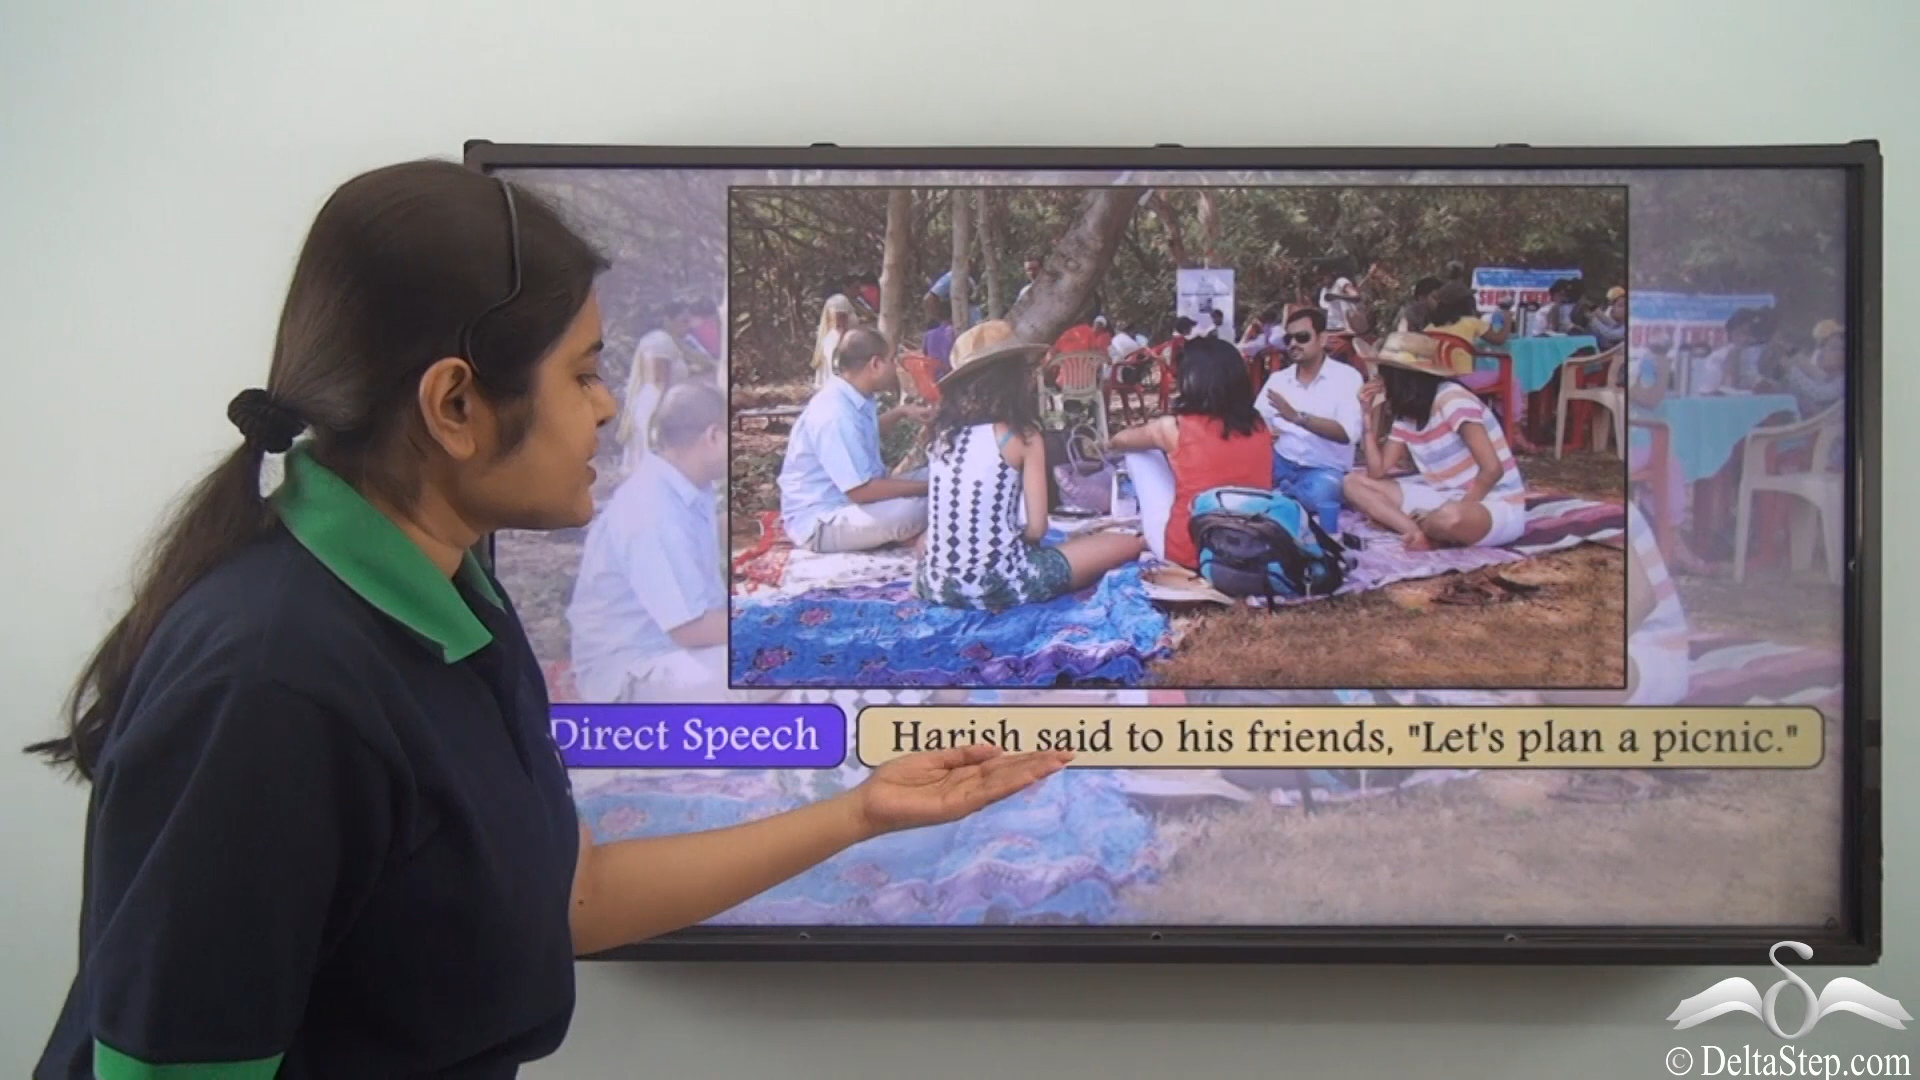 Direct Speech
Harish said to his friends, "Let's plan a picnic."
© DeltaStep.com